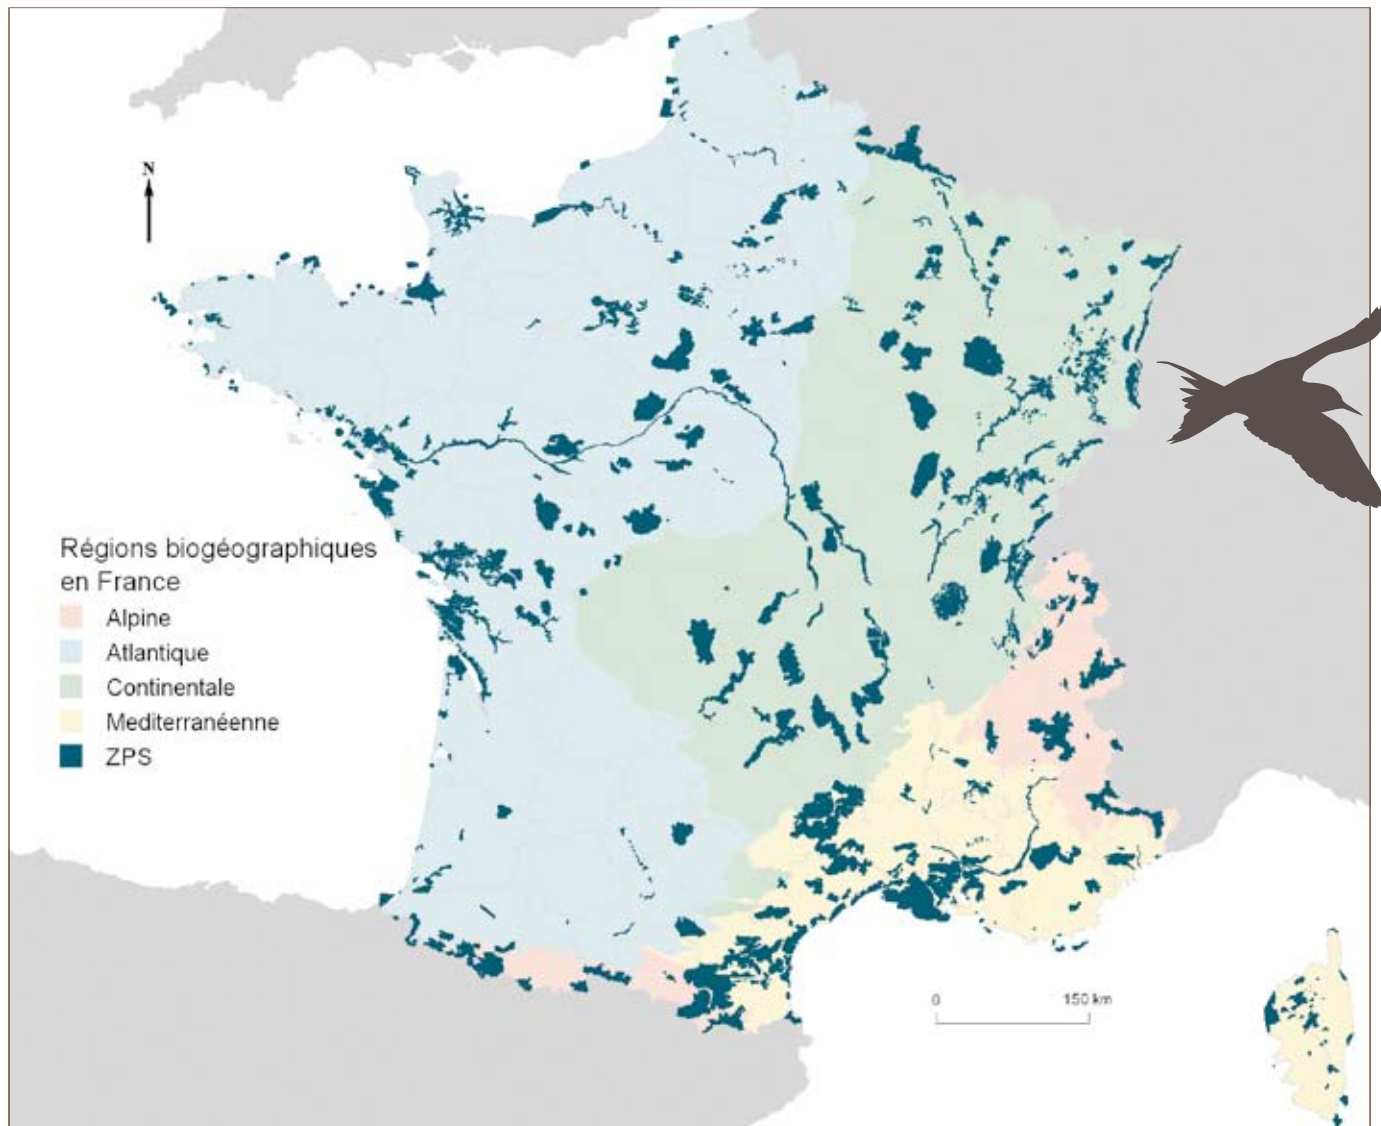 N
Régions biogéographiques
en France
Alpine
Atlantique
Continentale
Mediterranéenne
ZPS
0 150 km